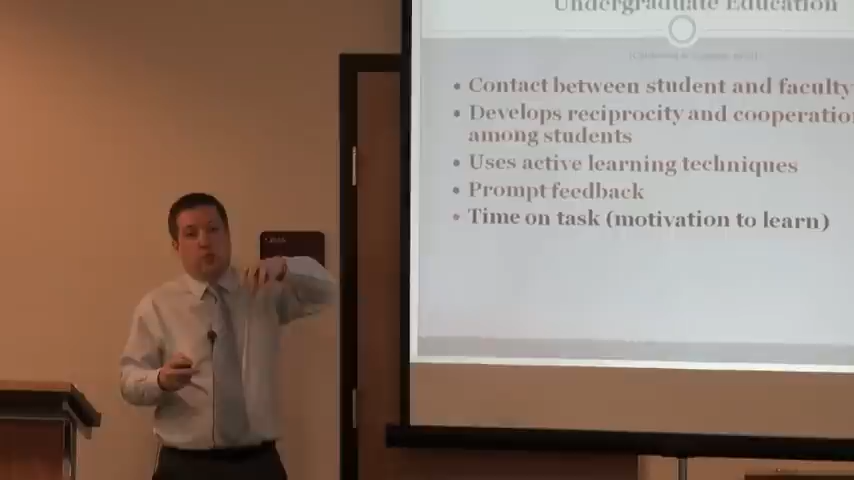 Undergraduate Education
• Contact between student and faculty
• Develops reciprocity and cooperation
among students
• Uses active learning techniques
• Prompt feedback
• Time on task (motivation to learn)